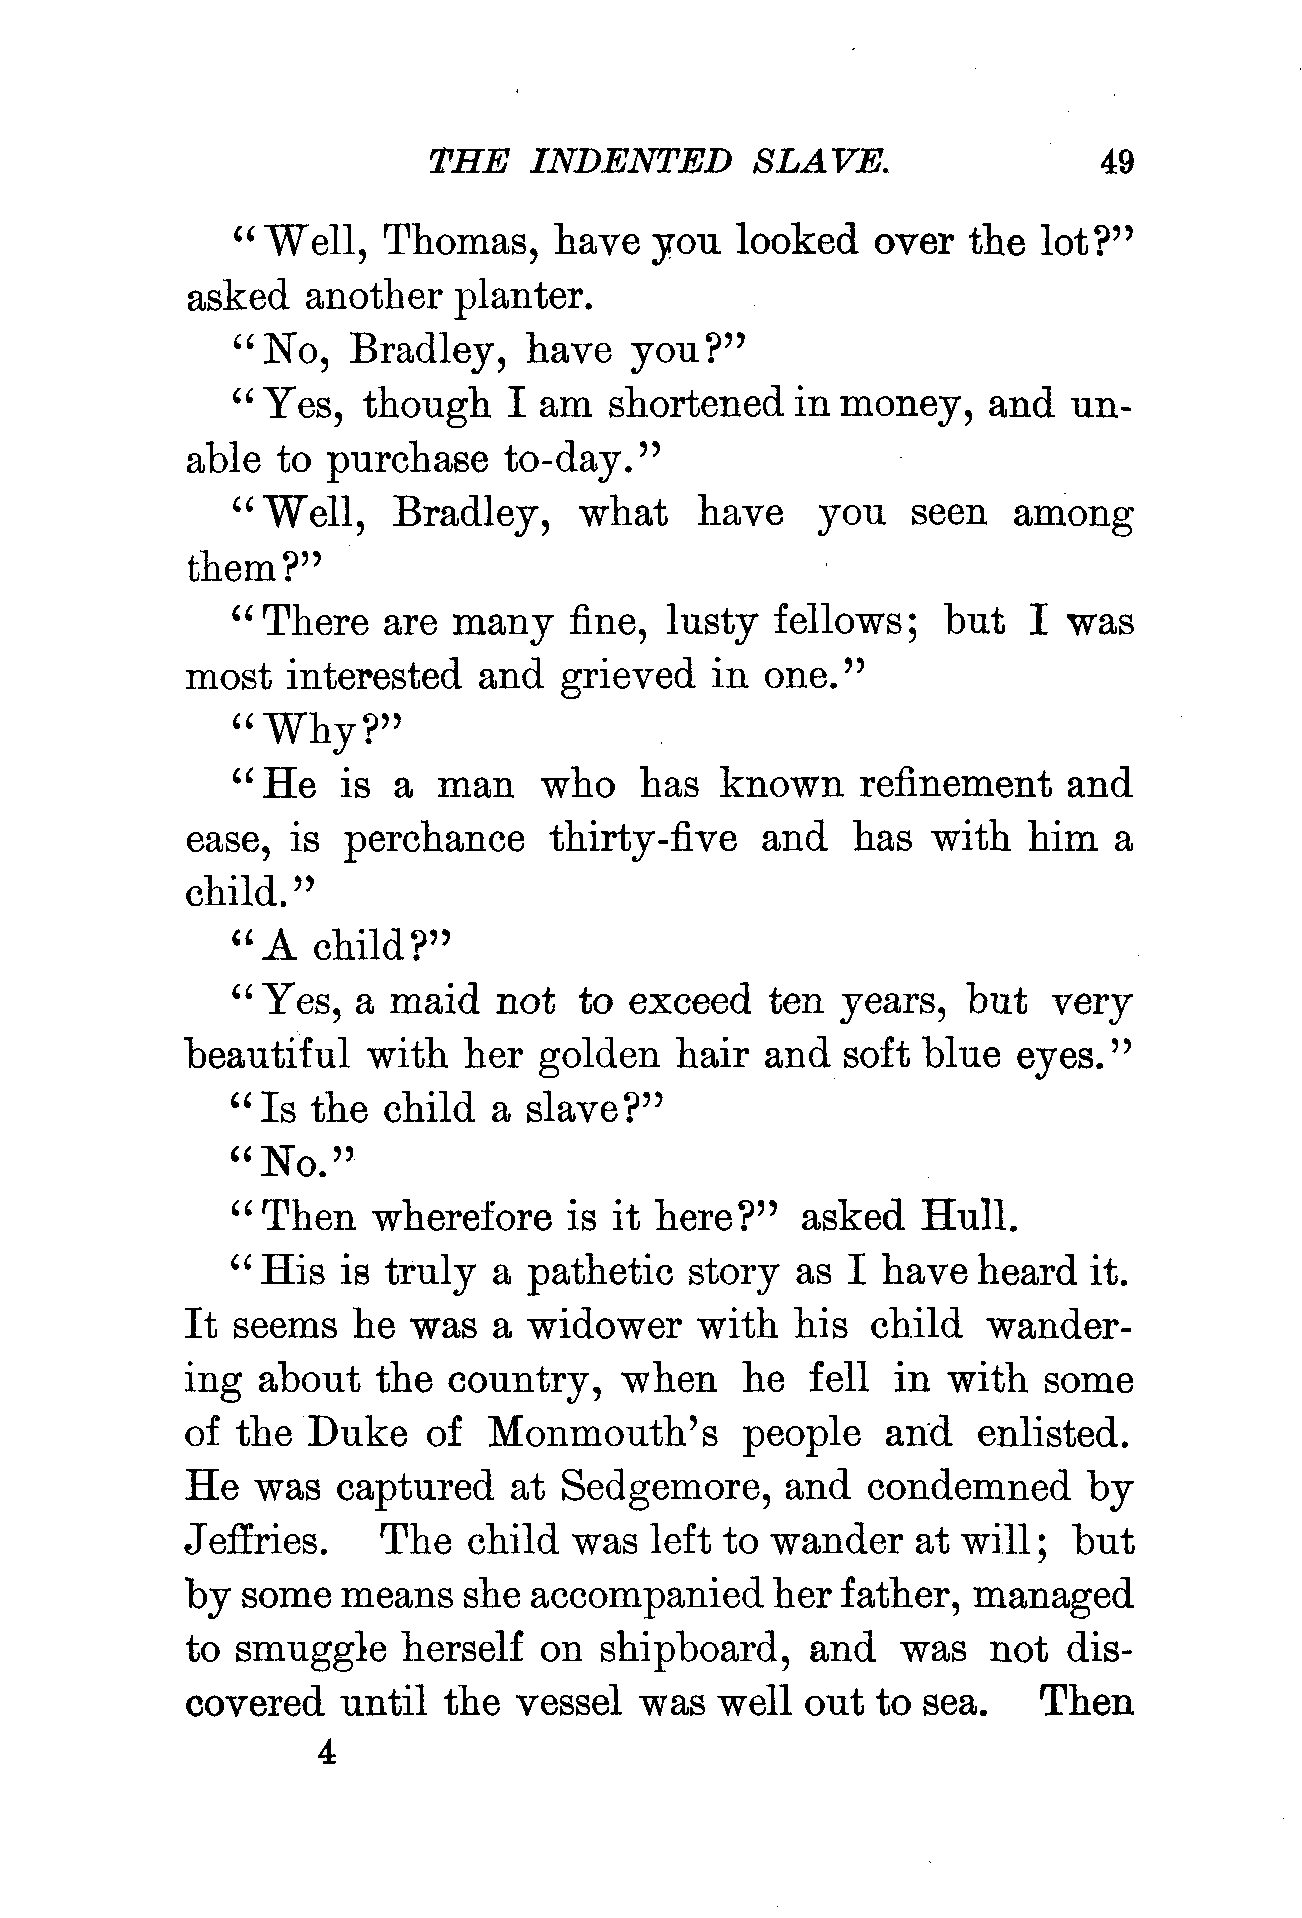 THE INDENTED SLAVE. 49
"Well, Thomas, have you looked over the lot?"
asked another planter.
"No, Bradley, have you?"
"Yes, though I am shortened in money, and un-
able to purchase to-day."
"Well, Bradley, what have you seen among
them?"
"There are many fine, lusty fellows; but I was
most interested and grieved in one."
"Why?"
"He is a man who has known refinement and
ease, is perchance thirty-five and has with him a
child."
"A child?"
"Yes, a maid not to exceed ten years, but very
beautiful with her golden hair and soft blue eyes."
"Is the child a slave?"
"No."
"Then wherefore is it here?" asked Hull.
"His is truly a pathetic story as I have heard it.
It seems he was a widower with his child wander-
ing about the country, when he fell in with some
of the Duke of Monmouth's people and enlisted.
He was captured at Sedgemore, and condemned by
Jeffries. The child was left to wander at will; but
by some means she accompanied her father, managed
to smuggle herself on shipboard, and was not dis-
covered until the vessel was well out to sea. Then
4